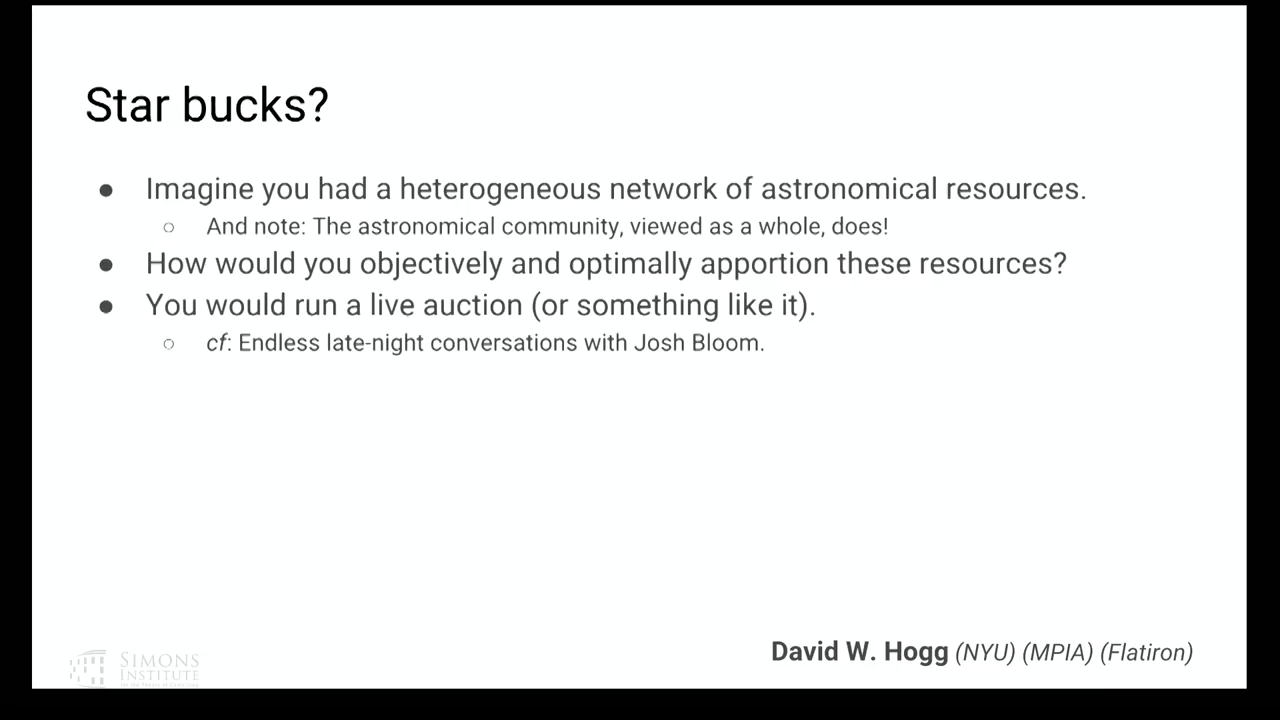 Star bucks?
● Imagine you had a heterogeneous network of astronomical resources.
○ And note: The astronomical community, viewed as a whole, does!
● How would you objectively and optimally apportion these resources?
● You would run a live auction (or something like it).
○ cf: Endless late-night conversations with Josh Bloom.
David W. Hogg (NYU) (MPIA) (Flatiron)
SIMONS
INSTITUTE